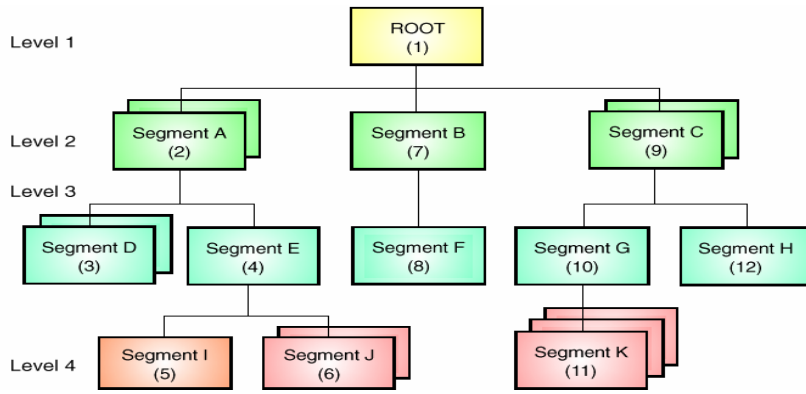 ROOT
(1)
Level 1
Segment A
(2)
Segment B
(7)
Segment C
(9)
Level 2
Level 3
Segment D
(3)
Segment E
(4)
Segment F
(8)
Segment G
(10)
Segment H
(12)
Segment I
(5)
Segment J
(6)
Segment K
(11)
Level 4